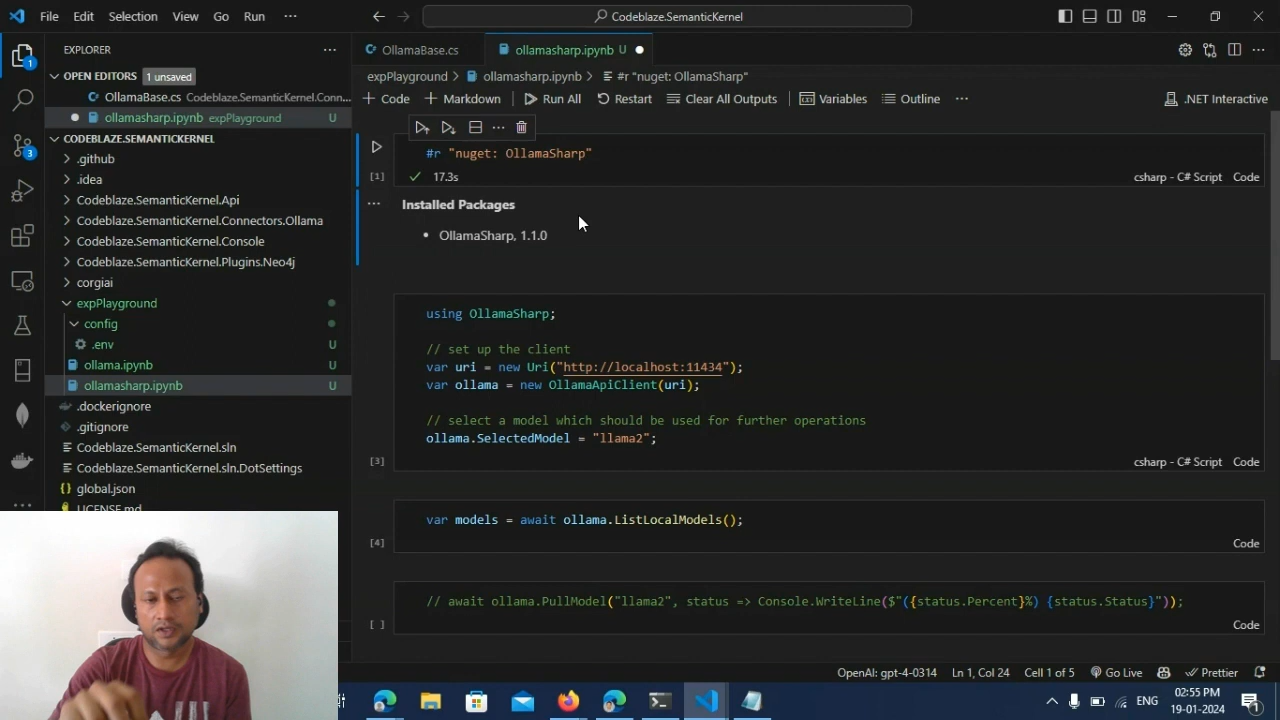 File Edit Selection View Go Run ··· Codeblaze.SemanticKernel
EXPLORER ···
OPEN EDITORS 1 unsaved
OllamaBase.cs Codeblaze.SemanticKernel.Conn...
ollamasharp.ipynb expPlayground U
CODEBLAZE.SEMANTICKERNEL
.github
.idea
Codeblaze.SemanticKernel.Api
Codeblaze.SemanticKernel.Connectors.Ollama
Codeblaze.SemanticKernel.Console
Codeblaze.SemanticKernel.Plugins.Neo4j
corgiai
expPlayground
config
.env U
ollama.ipynb U
ollamasharp.ipynb U
.dockerignore
.gitignore
Codeblaze.SemanticKernel.sln
Codeblaze.SemanticKernel.sln.DotSettings
global.json
LICENSE.md
1
3
OllamaBase.cs ollamasharp.ipynb U
expPlayground > ollamasharp.ipynb > #r "nuget: OllamaSharp"
+ Code + Markdown Run All Restart Clear All Outputs Variables Outline ··· .NET Interactive
#r "nuget: OllamaSharp"
[1] 17.3s csharp - C# Script Code
Installed Packages
• OllamaSharp, 1.1.0
using OllamaSharp;
// set up the client
var uri = new Uri("http://localhost:11434");
var ollama = new OllamaApiClient(uri);
// select a model which should be used for further operations
ollama.SelectedModel = "llama2";
[3] csharp - C# Script Code
var models = await ollama.ListLocalModels();
[4] Code
// await ollama.PullModel("llama2", status => Console.WriteLine($"({status.Percent}%) {status.Status}"));
[ ] Code
OpenAI: gpt-4-0314 Ln 1, Col 24 Cell 1 of 5 Go Live Prettier
ENG 02:55 PM
19-01-2024 1